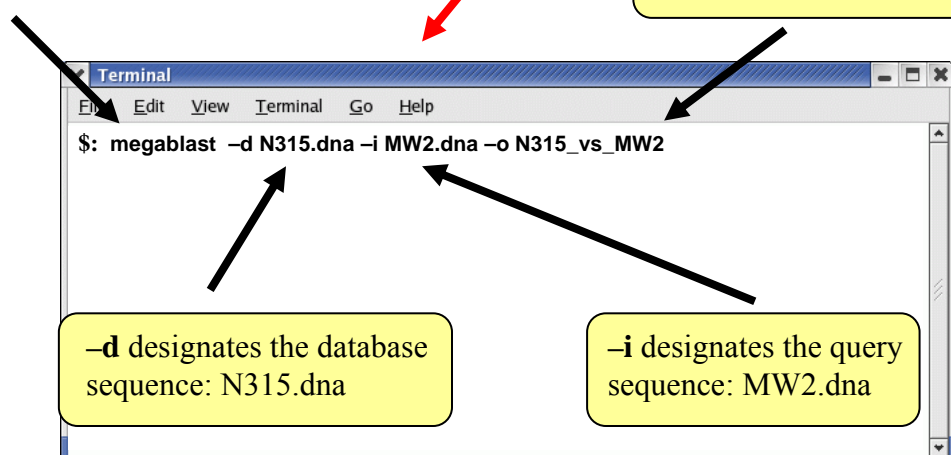 Terminal
File Edit View Terminal Go Help
$: megablast –d N315.dna –i MW2.dna –o N315_vs_MW2
–d designates the database
sequence: N315.dna
–i designates the query
sequence: MW2.dna